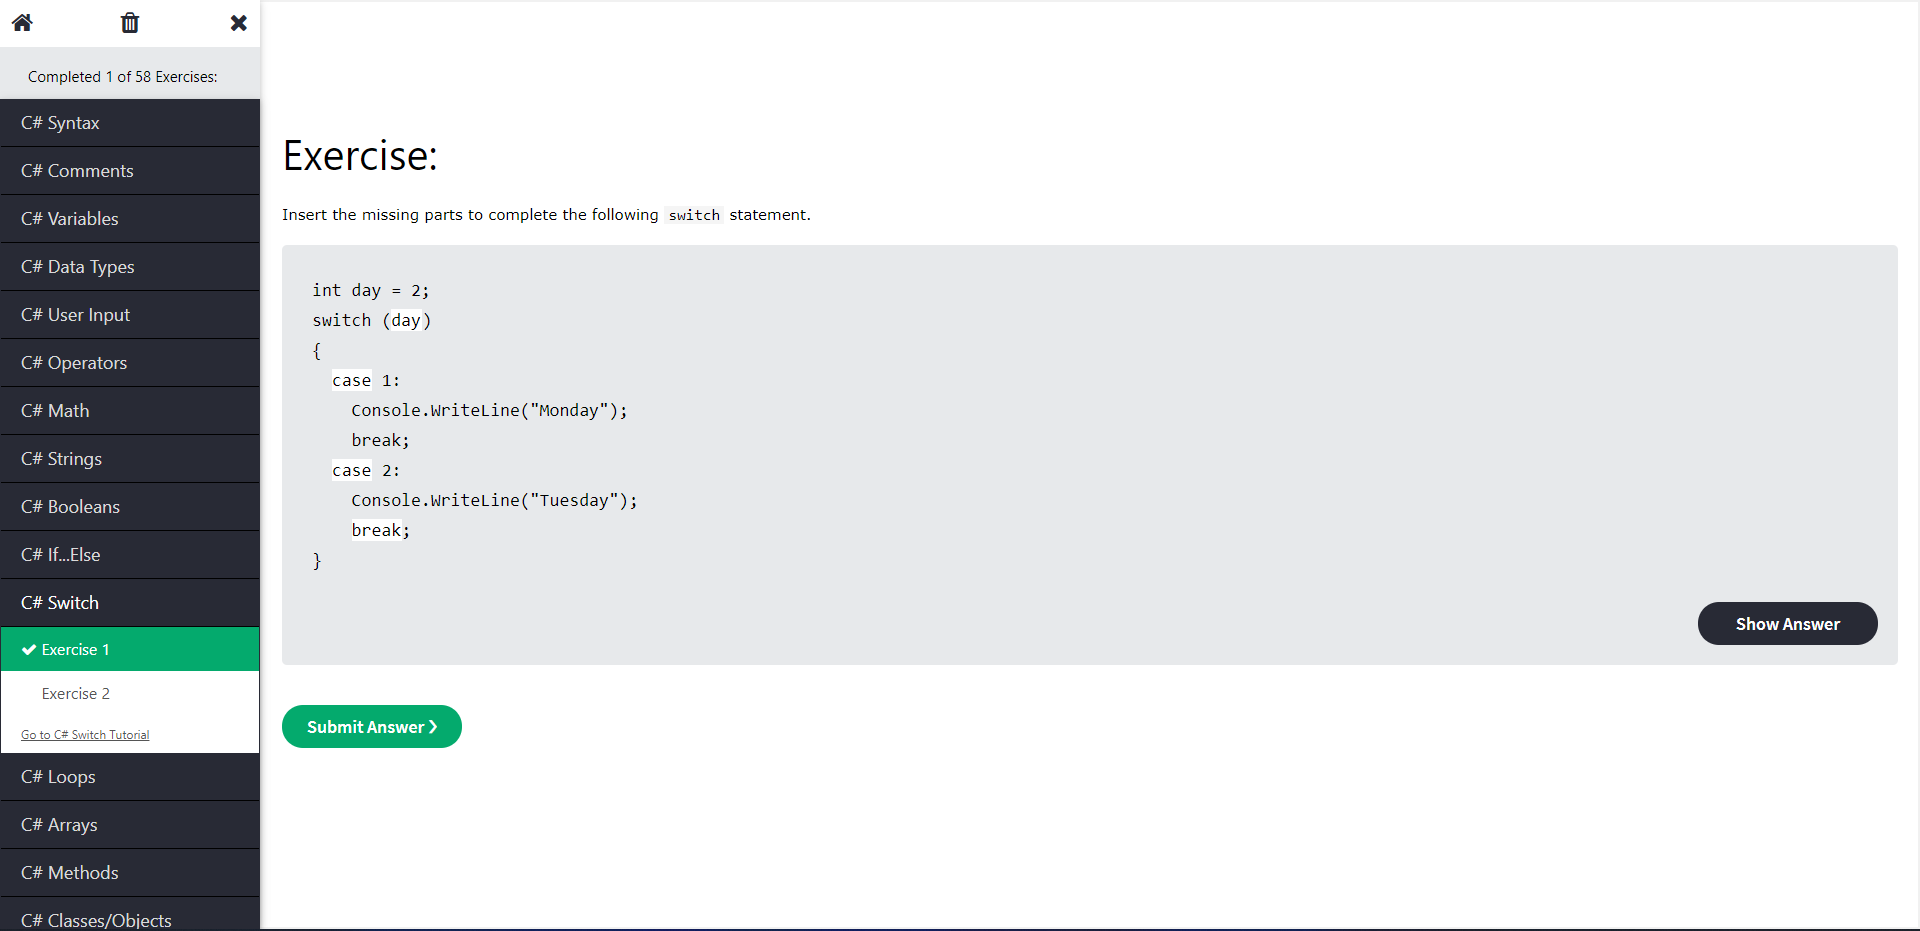 Completed 1 of 58 Exercises:
C# Syntax
C# Comments
C# Variables
C# Data Types
C# User Input
C# Operators
C# Math
C# Strings
C# Booleans
C# If...Else
C# Switch
Exercise 1
Exercise 2
Go to C# Switch Tutorial
C# Loops
C# Arrays
C# Methods
C# Classes/Objects
Exercise:
Insert the missing parts to complete the following switch statement.
int day = 2;
switch (day)
{
  case 1:
    Console.WriteLine("Monday");
    break;
  case 2:
    Console.WriteLine("Tuesday");
    break;
}
Show Answer
Submit Answer ❯